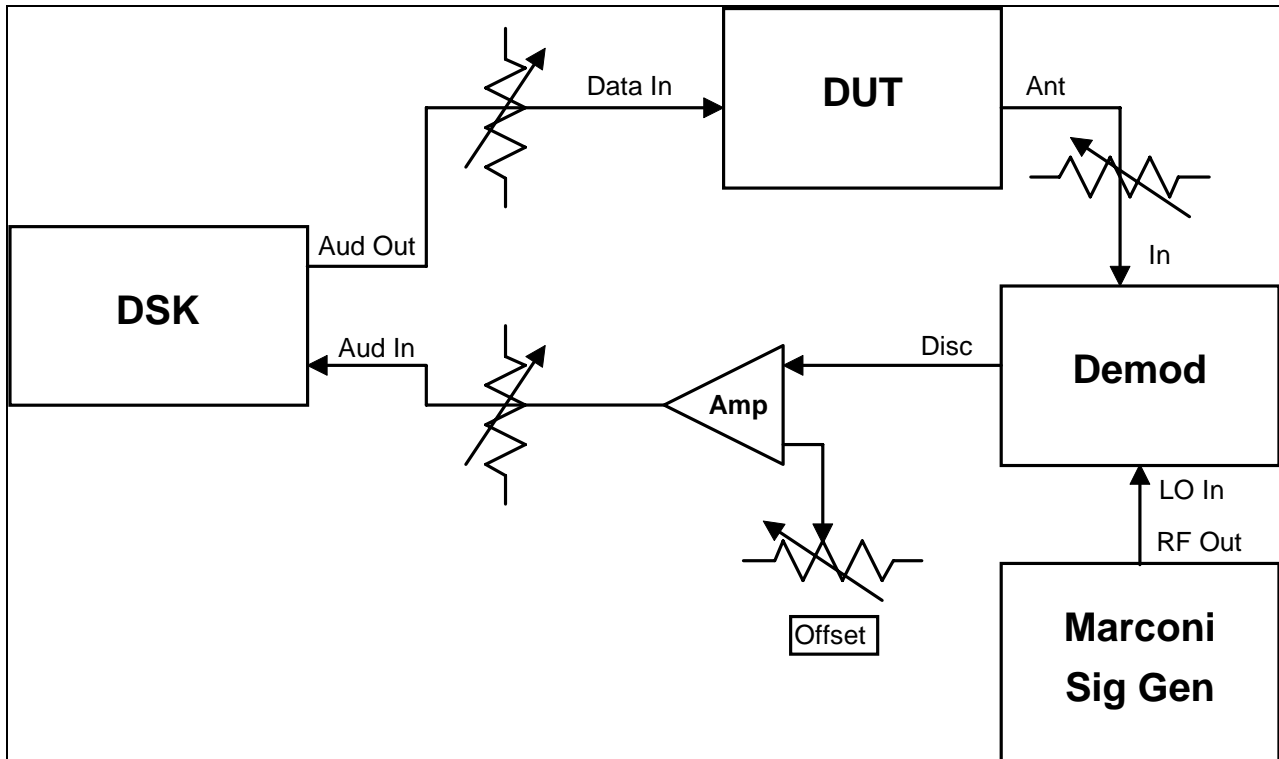 DUT
Data In
Ant
Aud Out
In
DSK
Aud In
Disc
Demod
Amp
LO In
RF Out
Offset
Marconi
Sig Gen